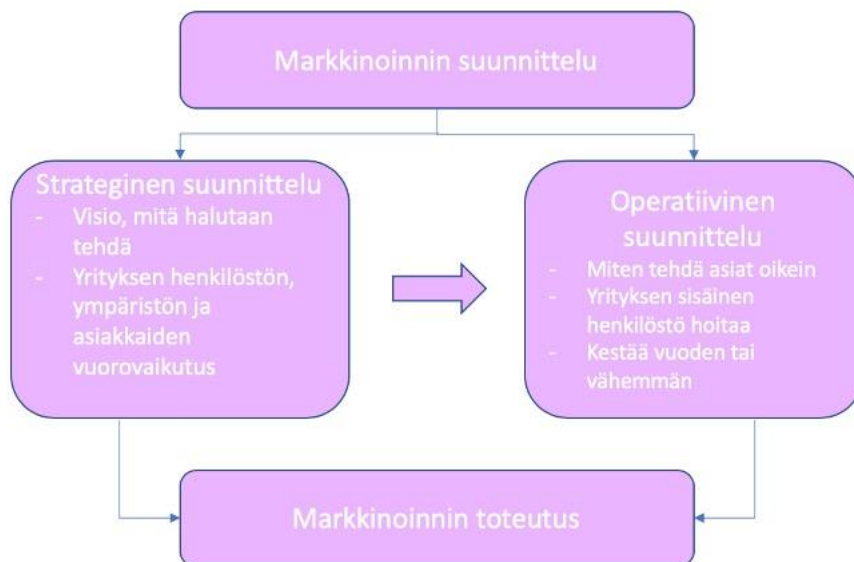 Markkinoinnin suunnittelu
Strateginen suunnittelu
- Visio, mitä halutaan
tehdä
- Yrityksen henkilöstön,
ympäristön ja
asiakkaiden
vuorovaikutus
Operatiivinen
suunnittelu
- Miten tehdä asiat oikein
- Yrityksen sisäinen
henkilöstö hoitaa
- Kestää vuoden tai
vähemmän
Markkinoinnin toteutus